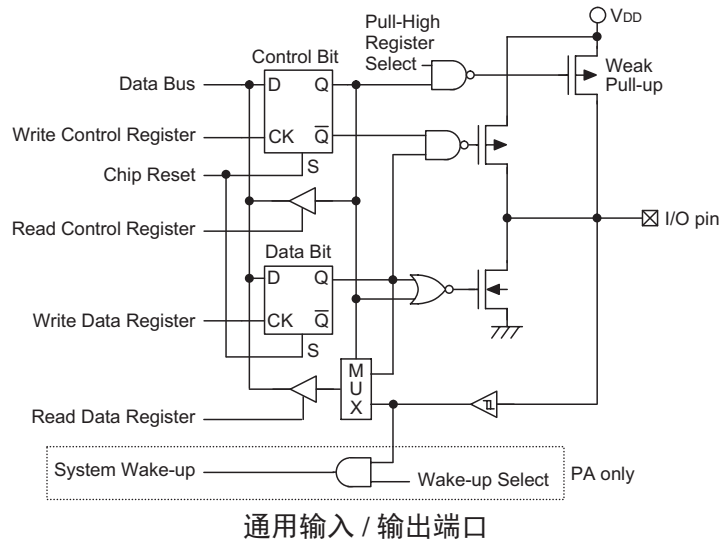 VDD
Pull-High
Register
Select
Control Bit
Weak
Pull-up
Data Bus
D
Q
Write Control Register
CK
Q
S
Chip Reset
I/O pin
Read Control Register
Data Bit
D
Q
Write Data Register
CK
Q
S
M
U
X
Read Data Register
System Wake-up
Wake-up Select
PA only
通用输入 / 输出端口